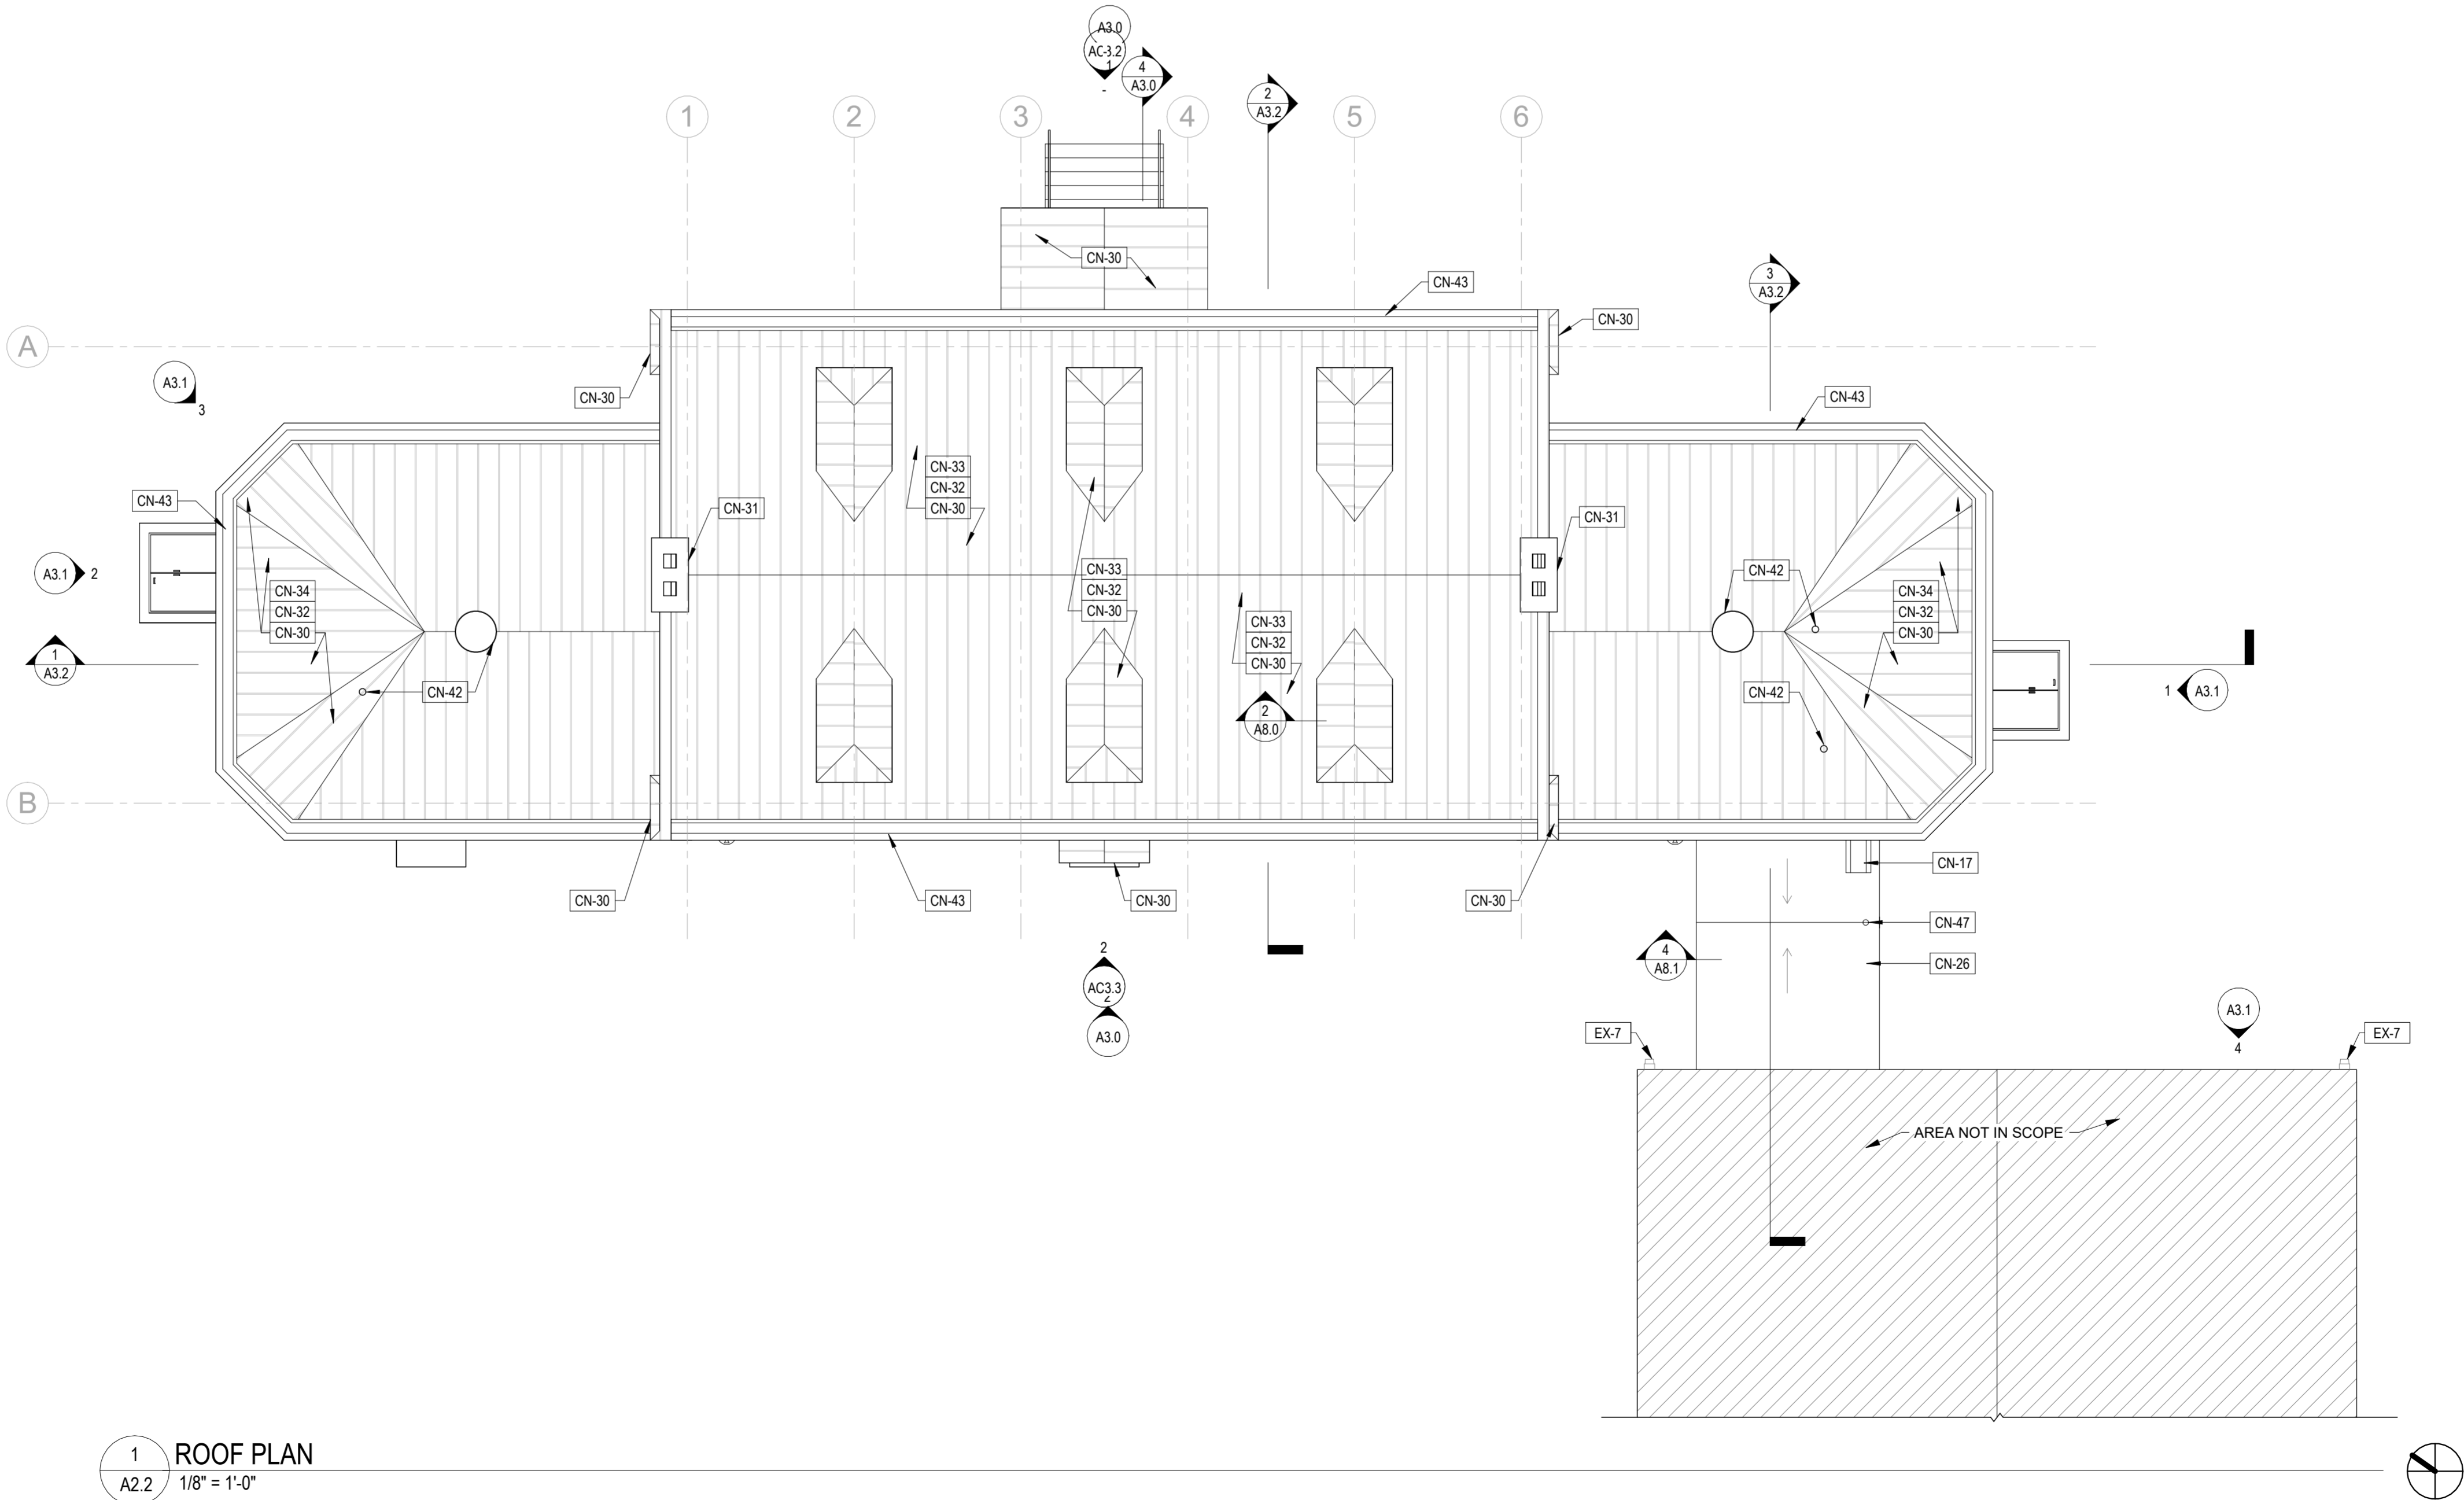 A3.0
AC-3.2
1
-
4
A3.0
2
A3.2
1
2
3
4
5
6
CN-30
3
A3.2
CN-43
CN-30
A
A3.1
3
CN-30
CN-43
CN-33
CN-32
CN-30
CN-43
CN-31
CN-31
A3.1
2
CN-34
CN-32
CN-30
CN-33
CN-32
CN-30
CN-42
CN-34
CN-32
CN-30
CN-33
CN-32
CN-30
1
A3.2
CN-42
CN-42
1
A3.1
2
A8.0
B
CN-17
CN-30
CN-43
CN-30
CN-30
CN-47
2
AC3.3
2
A3.0
4
A8.1
CN-26
EX-7
A3.1
4
EX-7
AREA NOT IN SCOPE
1
A2.2
ROOF PLAN
1/8" = 1'-0"